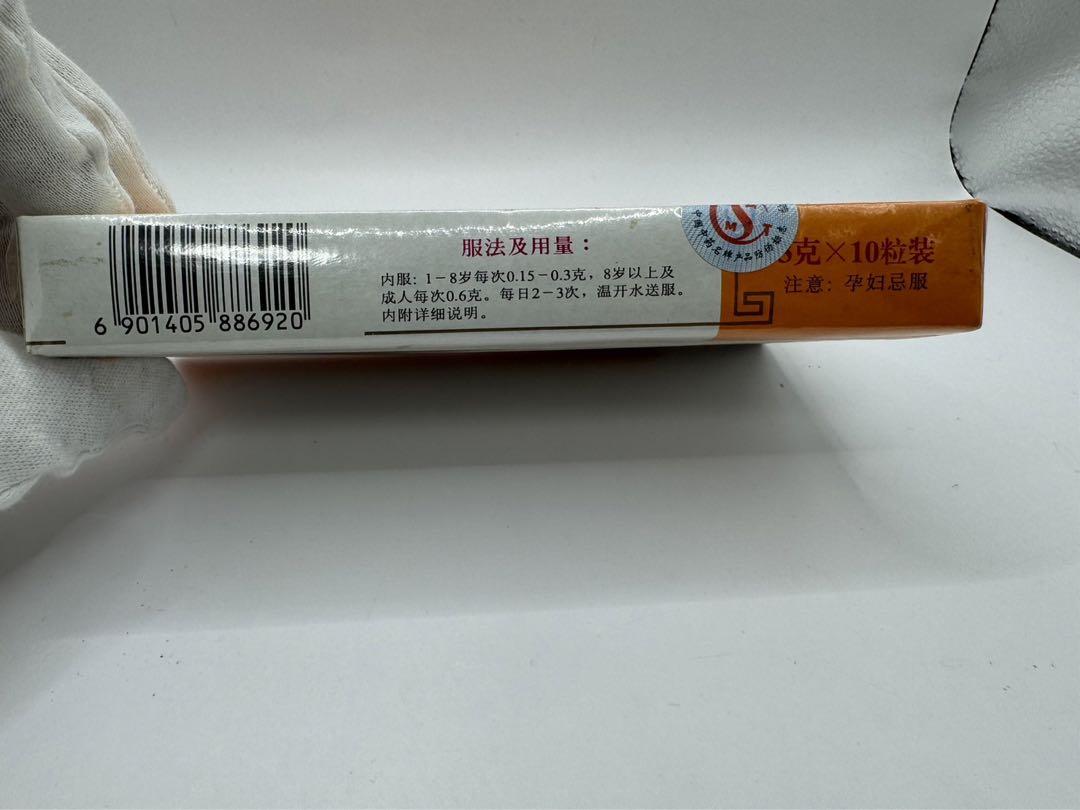 6 901405 886920
服法及用量：
内服：1－8岁每次0.15－0.3克，8岁以上及
成人每次0.6克。每日2－3次，温开水送服。
内附详细说明。
克×10粒装
注意：孕妇忌服